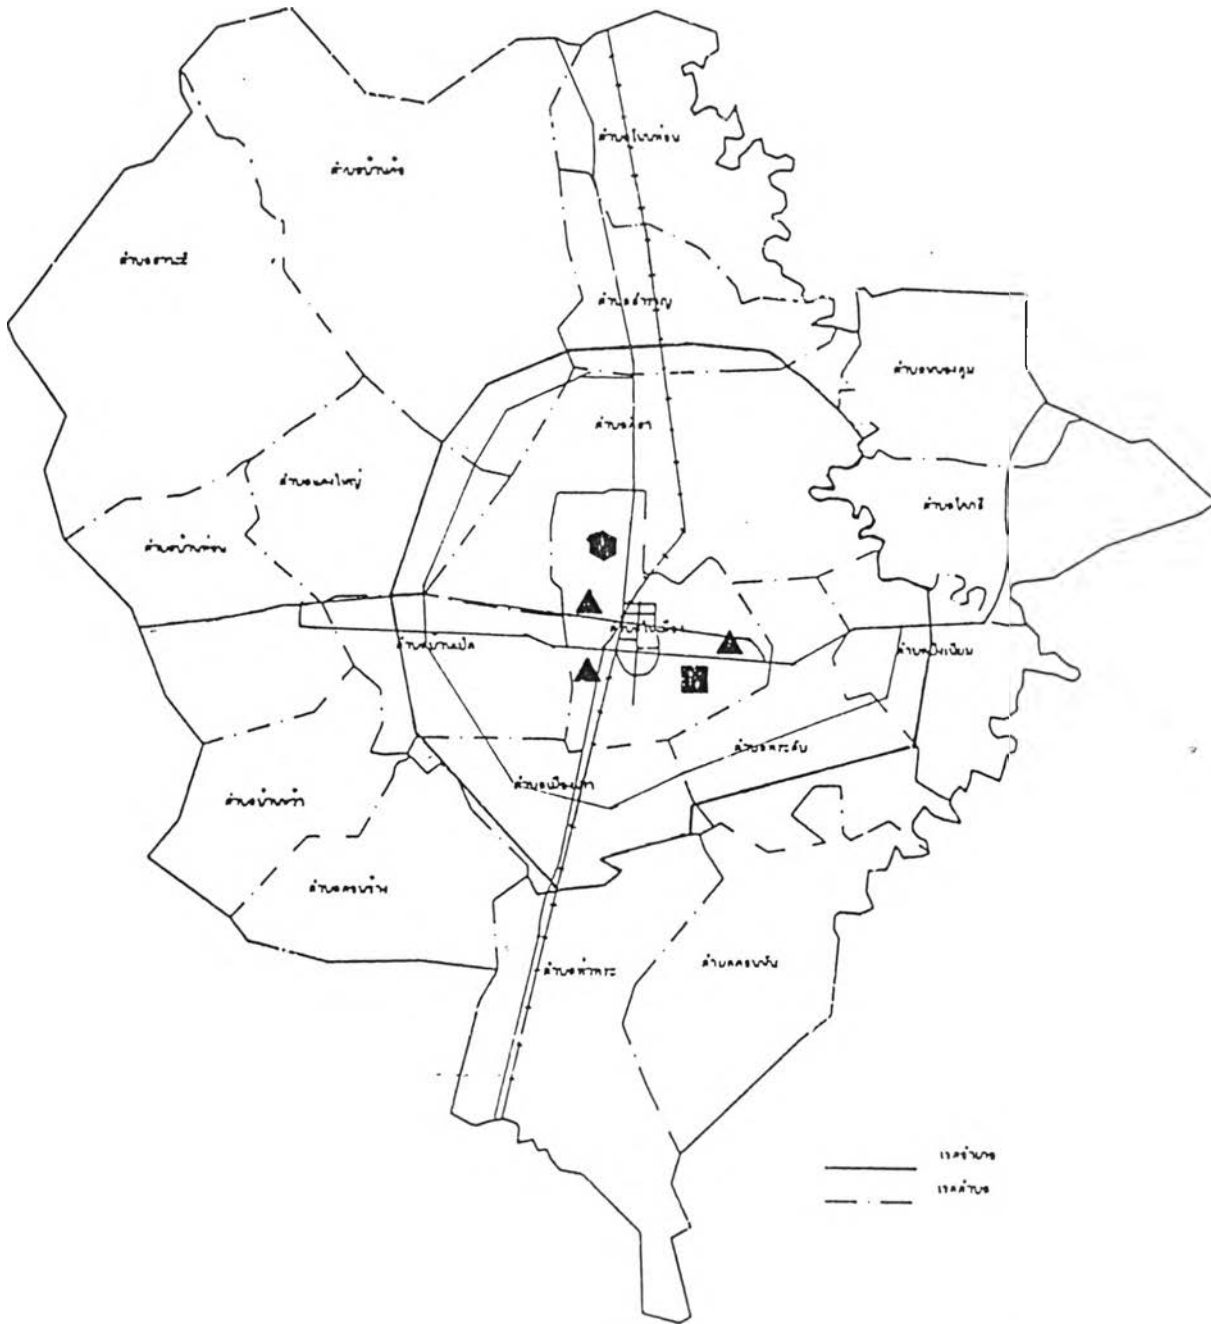 ตำบลโนนท่อน
ตำบลบ้านค้อ
ตำบลสาวะถี
ตำบลสำราญ
ตำบลหนองตูม
ตำบลศิลา
ตำบลแดงใหญ่
ตำบลโคกสี
ตำบลบ้านทุ่ม
ตำบลในเมือง
ตำบลบ้านเป็ด
ตำบลบึงเนียม
ตำบลพระลับ
ตำบลเมืองเก่า
ตำบลบ้านหว้า
ตำบลดอนช้าง
ตำบลท่าพระ
ตำบลดอนหัน
เขตอำเภอ
เขตตำบล